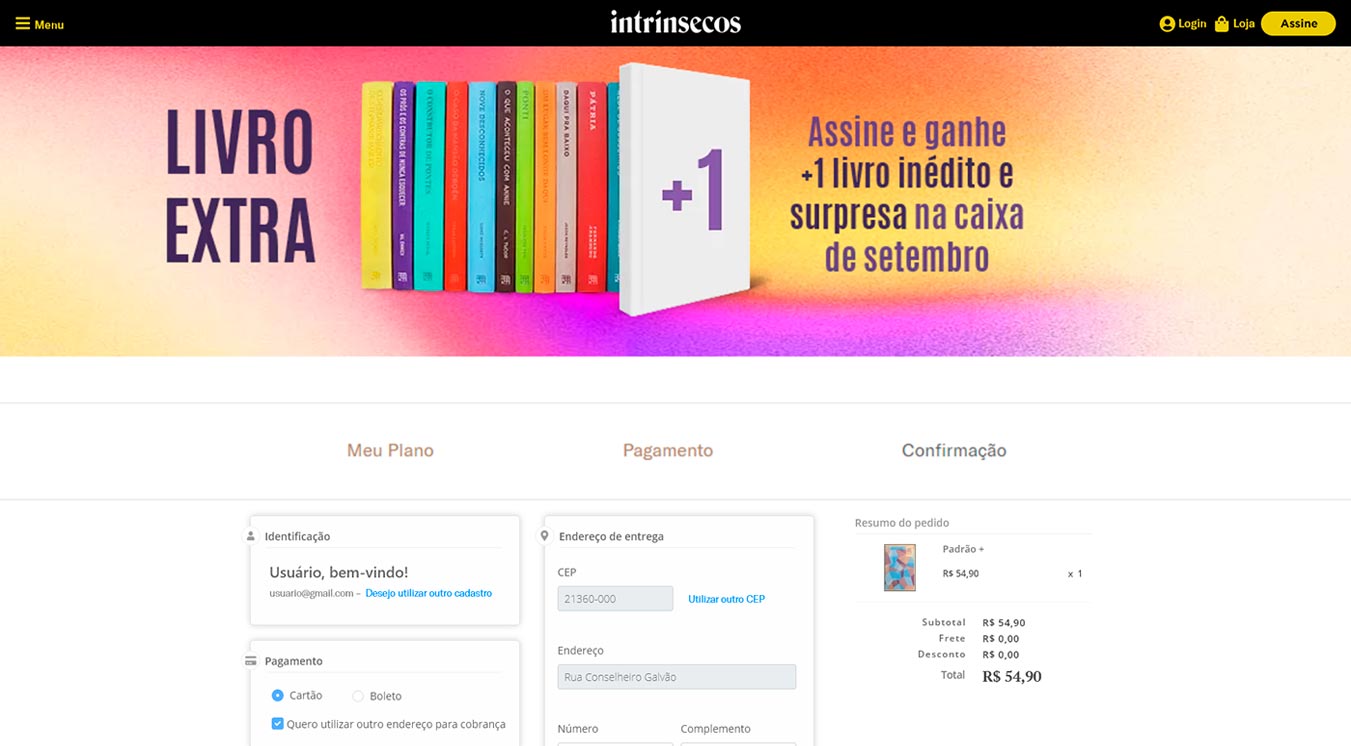 Menu
intrínsecos
Login
Loja
Assine
LIVRO
EXTRA
OS PRÓS E OS CONTRAS DE NUNCA ESQUECER
O CONSTRUTOR DE PONTES
NOVE DESCONHECIDOS
O QUE ACONTECEU COM ANNIE
C. J. TUDOR
PONTI
DAQUI PRA BAIXO
PÁTRIA
+1
Assine e ganhe
+1 livro inédito e
surpresa na caixa
de setembro
Meu Plano
Pagamento
Confirmação
Identificação
Usuário, bem-vindo!
usuario@gmail.com – Desejo utilizar outro cadastro
Pagamento
Cartão
Boleto
Quero utilizar outro endereço para cobrança
Endereço de entrega
CEP
21360-000
Utilizar outro CEP
Endereço
Rua Conselheiro Galvão
Número
Complemento
Resumo do pedido
Padrão +
R$ 54,90
x 1
Subtotal R$ 54,90
Frete R$ 0,00
Desconto R$ 0,00
Total R$ 54,90